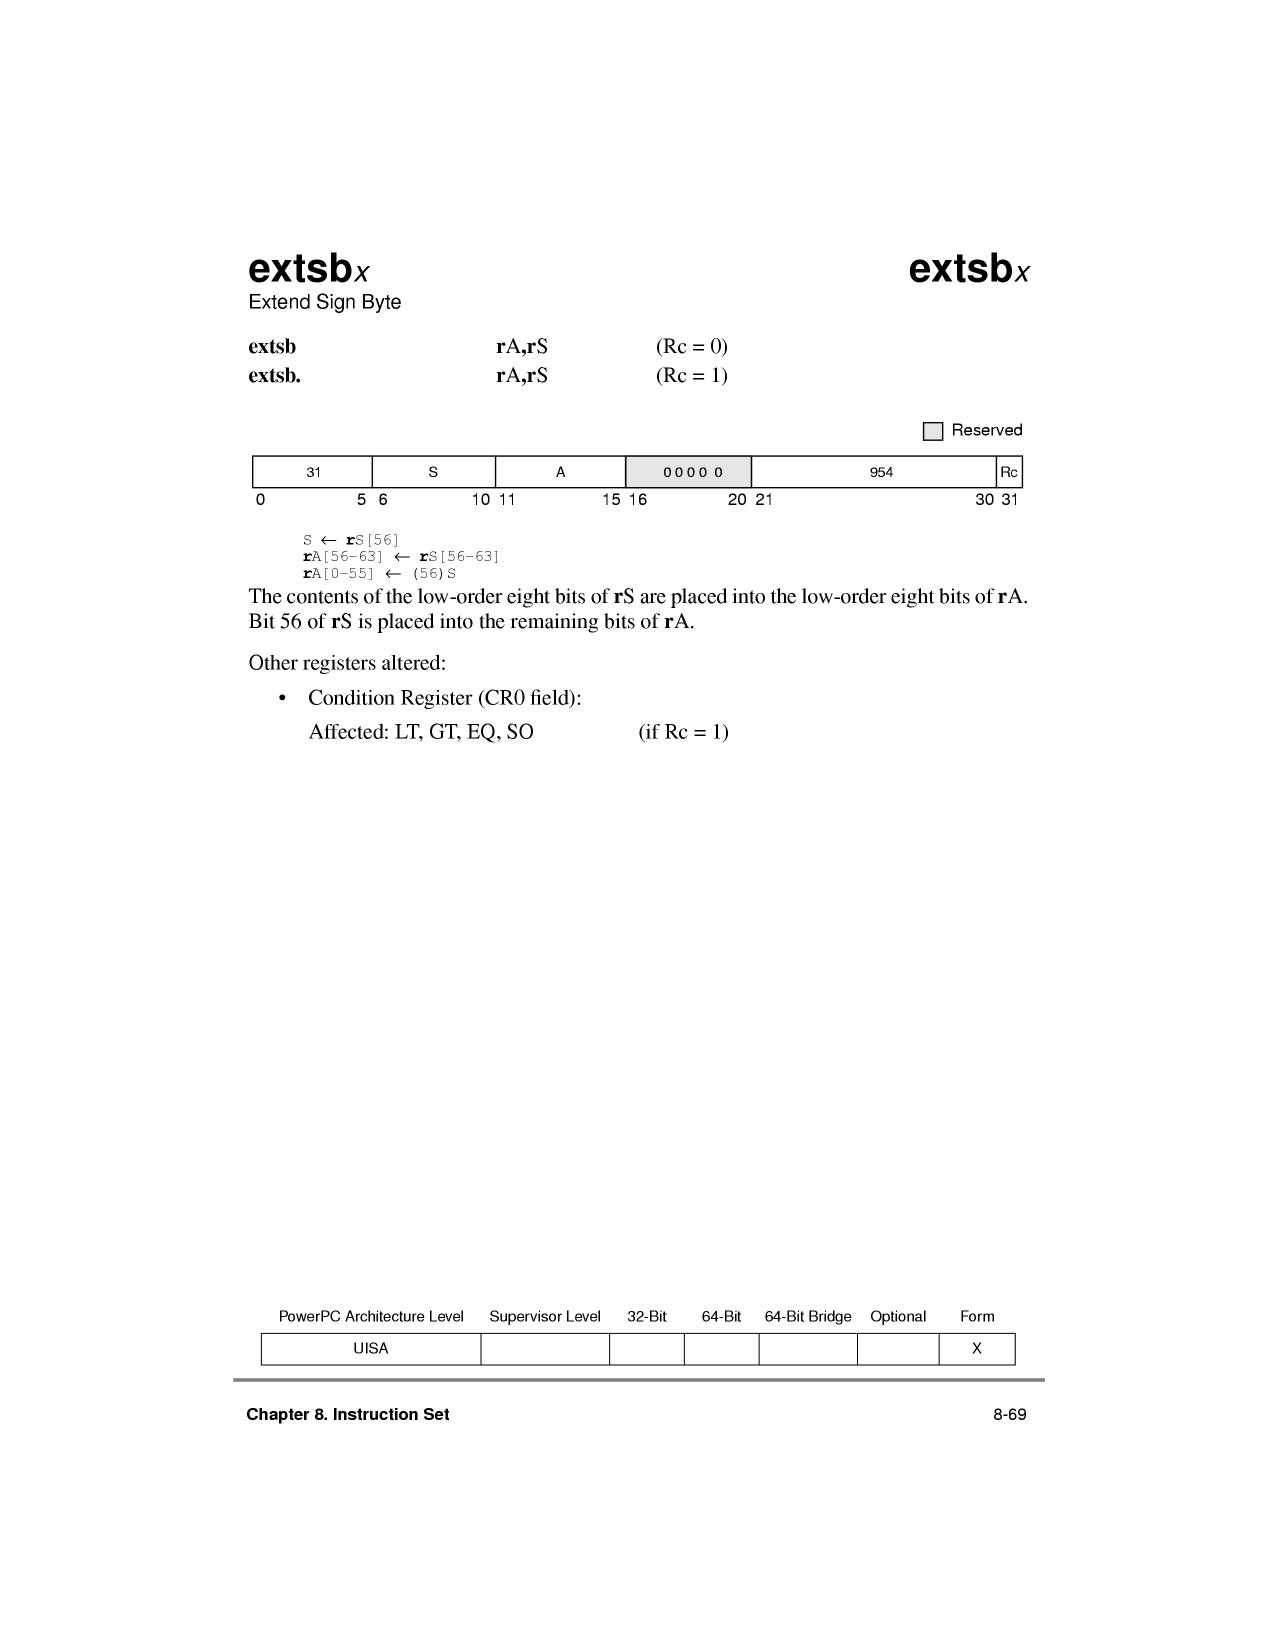 extsbx extsbx
Extend Sign Byte
extsb rA,rS (Rc = 0)
extsb. rA,rS (Rc = 1)
Reserved
31 S A 0 0 0 0 0 954 Rc
0 5 6 10 11 15 16 20 21 30 31
S ← rS[56]
rA[56–63] ← rS[56–63]
rA[0–55] ← (56)S
The contents of the low-order eight bits of rS are placed into the low-order eight bits of rA.
Bit 56 of rS is placed into the remaining bits of rA.
Other registers altered:
• Condition Register (CR0 field):
Affected: LT, GT, EQ, SO (if Rc = 1)
PowerPC Architecture Level Supervisor Level 32-Bit 64-Bit 64-Bit Bridge Optional Form
UISA X
Chapter 8. Instruction Set 8-69